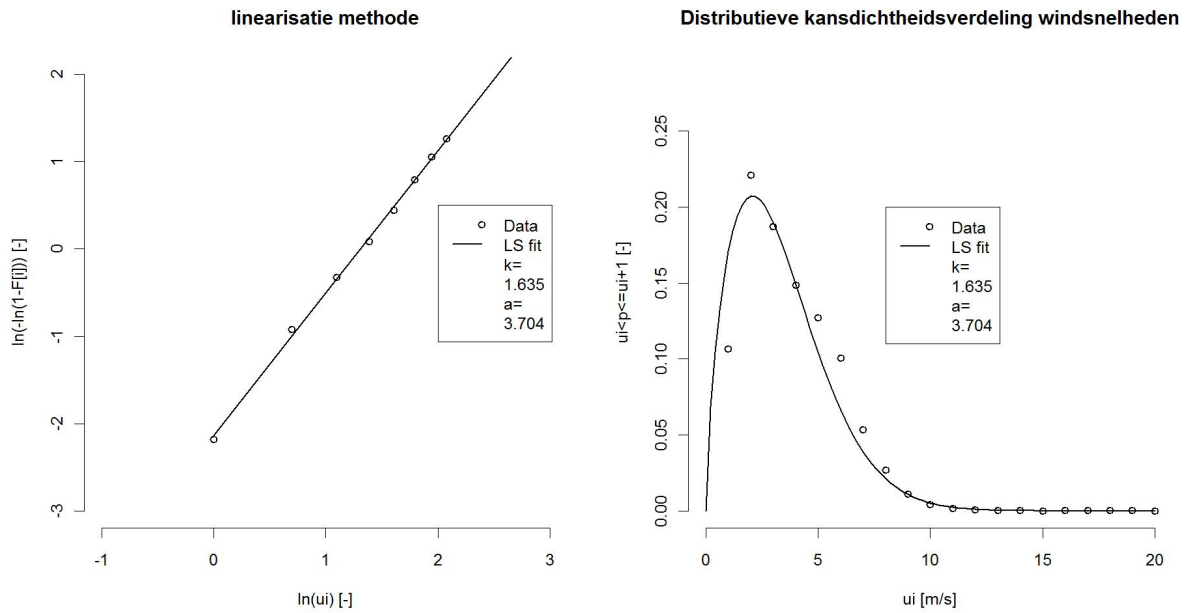 linearisatie methode
ln(-ln(1-F[i])) [-]
2
1
0
-1
-2
-3
Data
LS fit
k=
1.635
a=
3.704
-1 0 1 2 3
ln(ui) [-]
Distributieve kansdichtheidsverdeling windsnelheden
ui<p<=ui+1 [-]
0.25
0.20
0.15
0.10
0.05
0.00
Data
LS fit
k=
1.635
a=
3.704
0 5 10 15 20
ui [m/s]